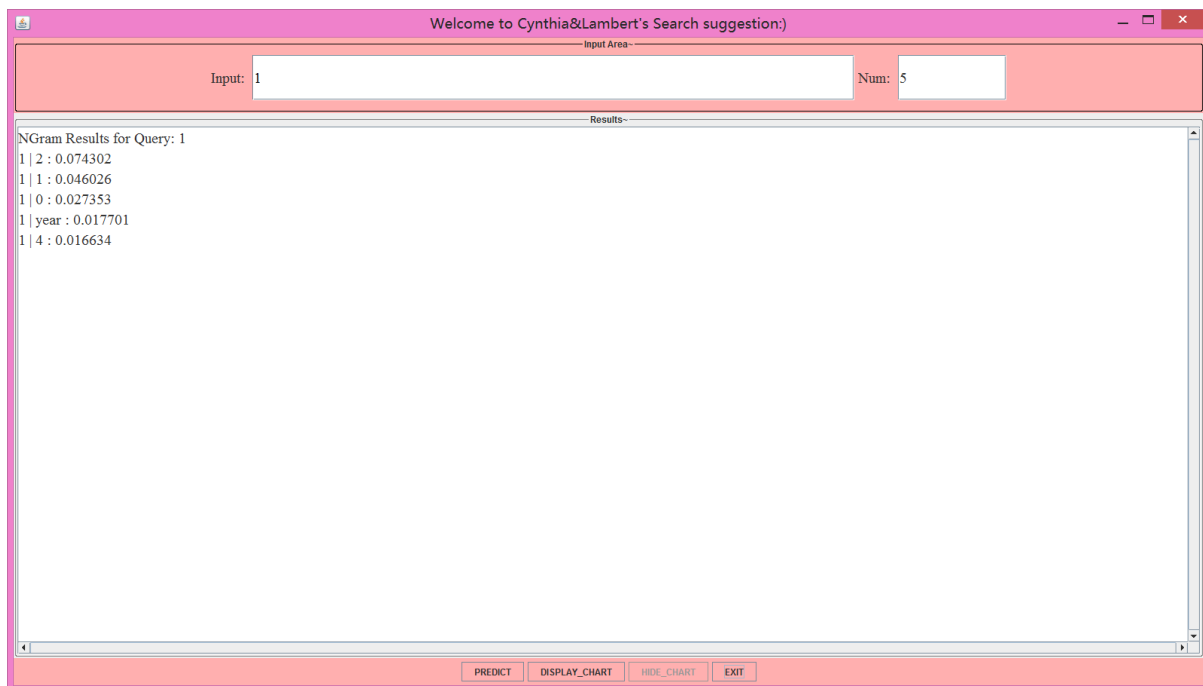 Welcome to Cynthia&Lambert's Search suggestion:)
Input Area~
Input: 1 Num: 5
Results~
NGram Results for Query: 1
1 | 2 : 0.074302
1 | 1 : 0.046026
1 | 0 : 0.027353
1 | year : 0.017701
1 | 4 : 0.016634
PREDICT DISPLAY_CHART HIDE_CHART EXIT